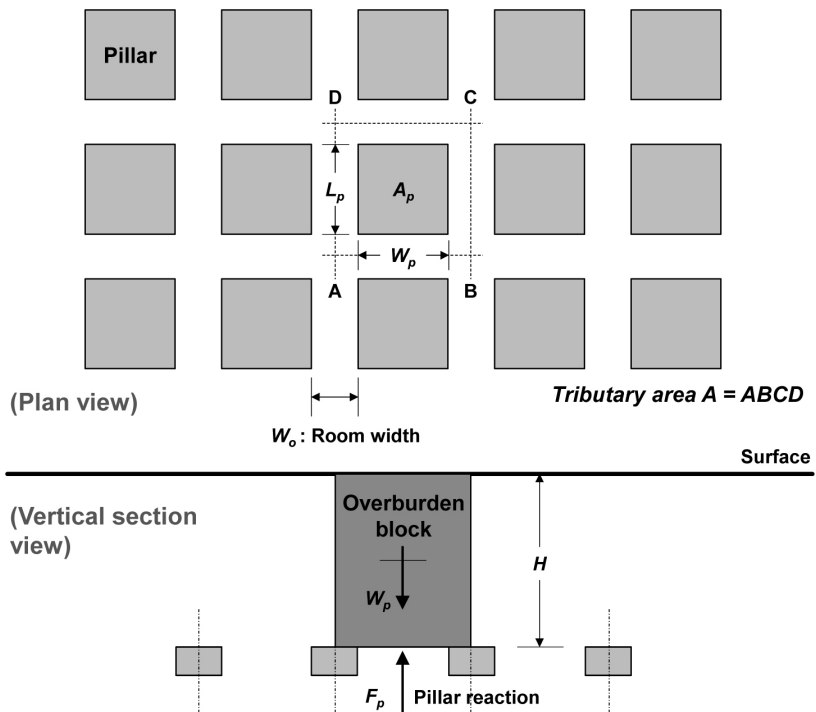 Pillar
D
C
L_p
A_p
W_p
A
B
(Plan view)
Tributary area A = ABCD
W_o : Room width
Surface
(Vertical section
view)
Overburden
block
H
W_p
F_p
Pillar reaction